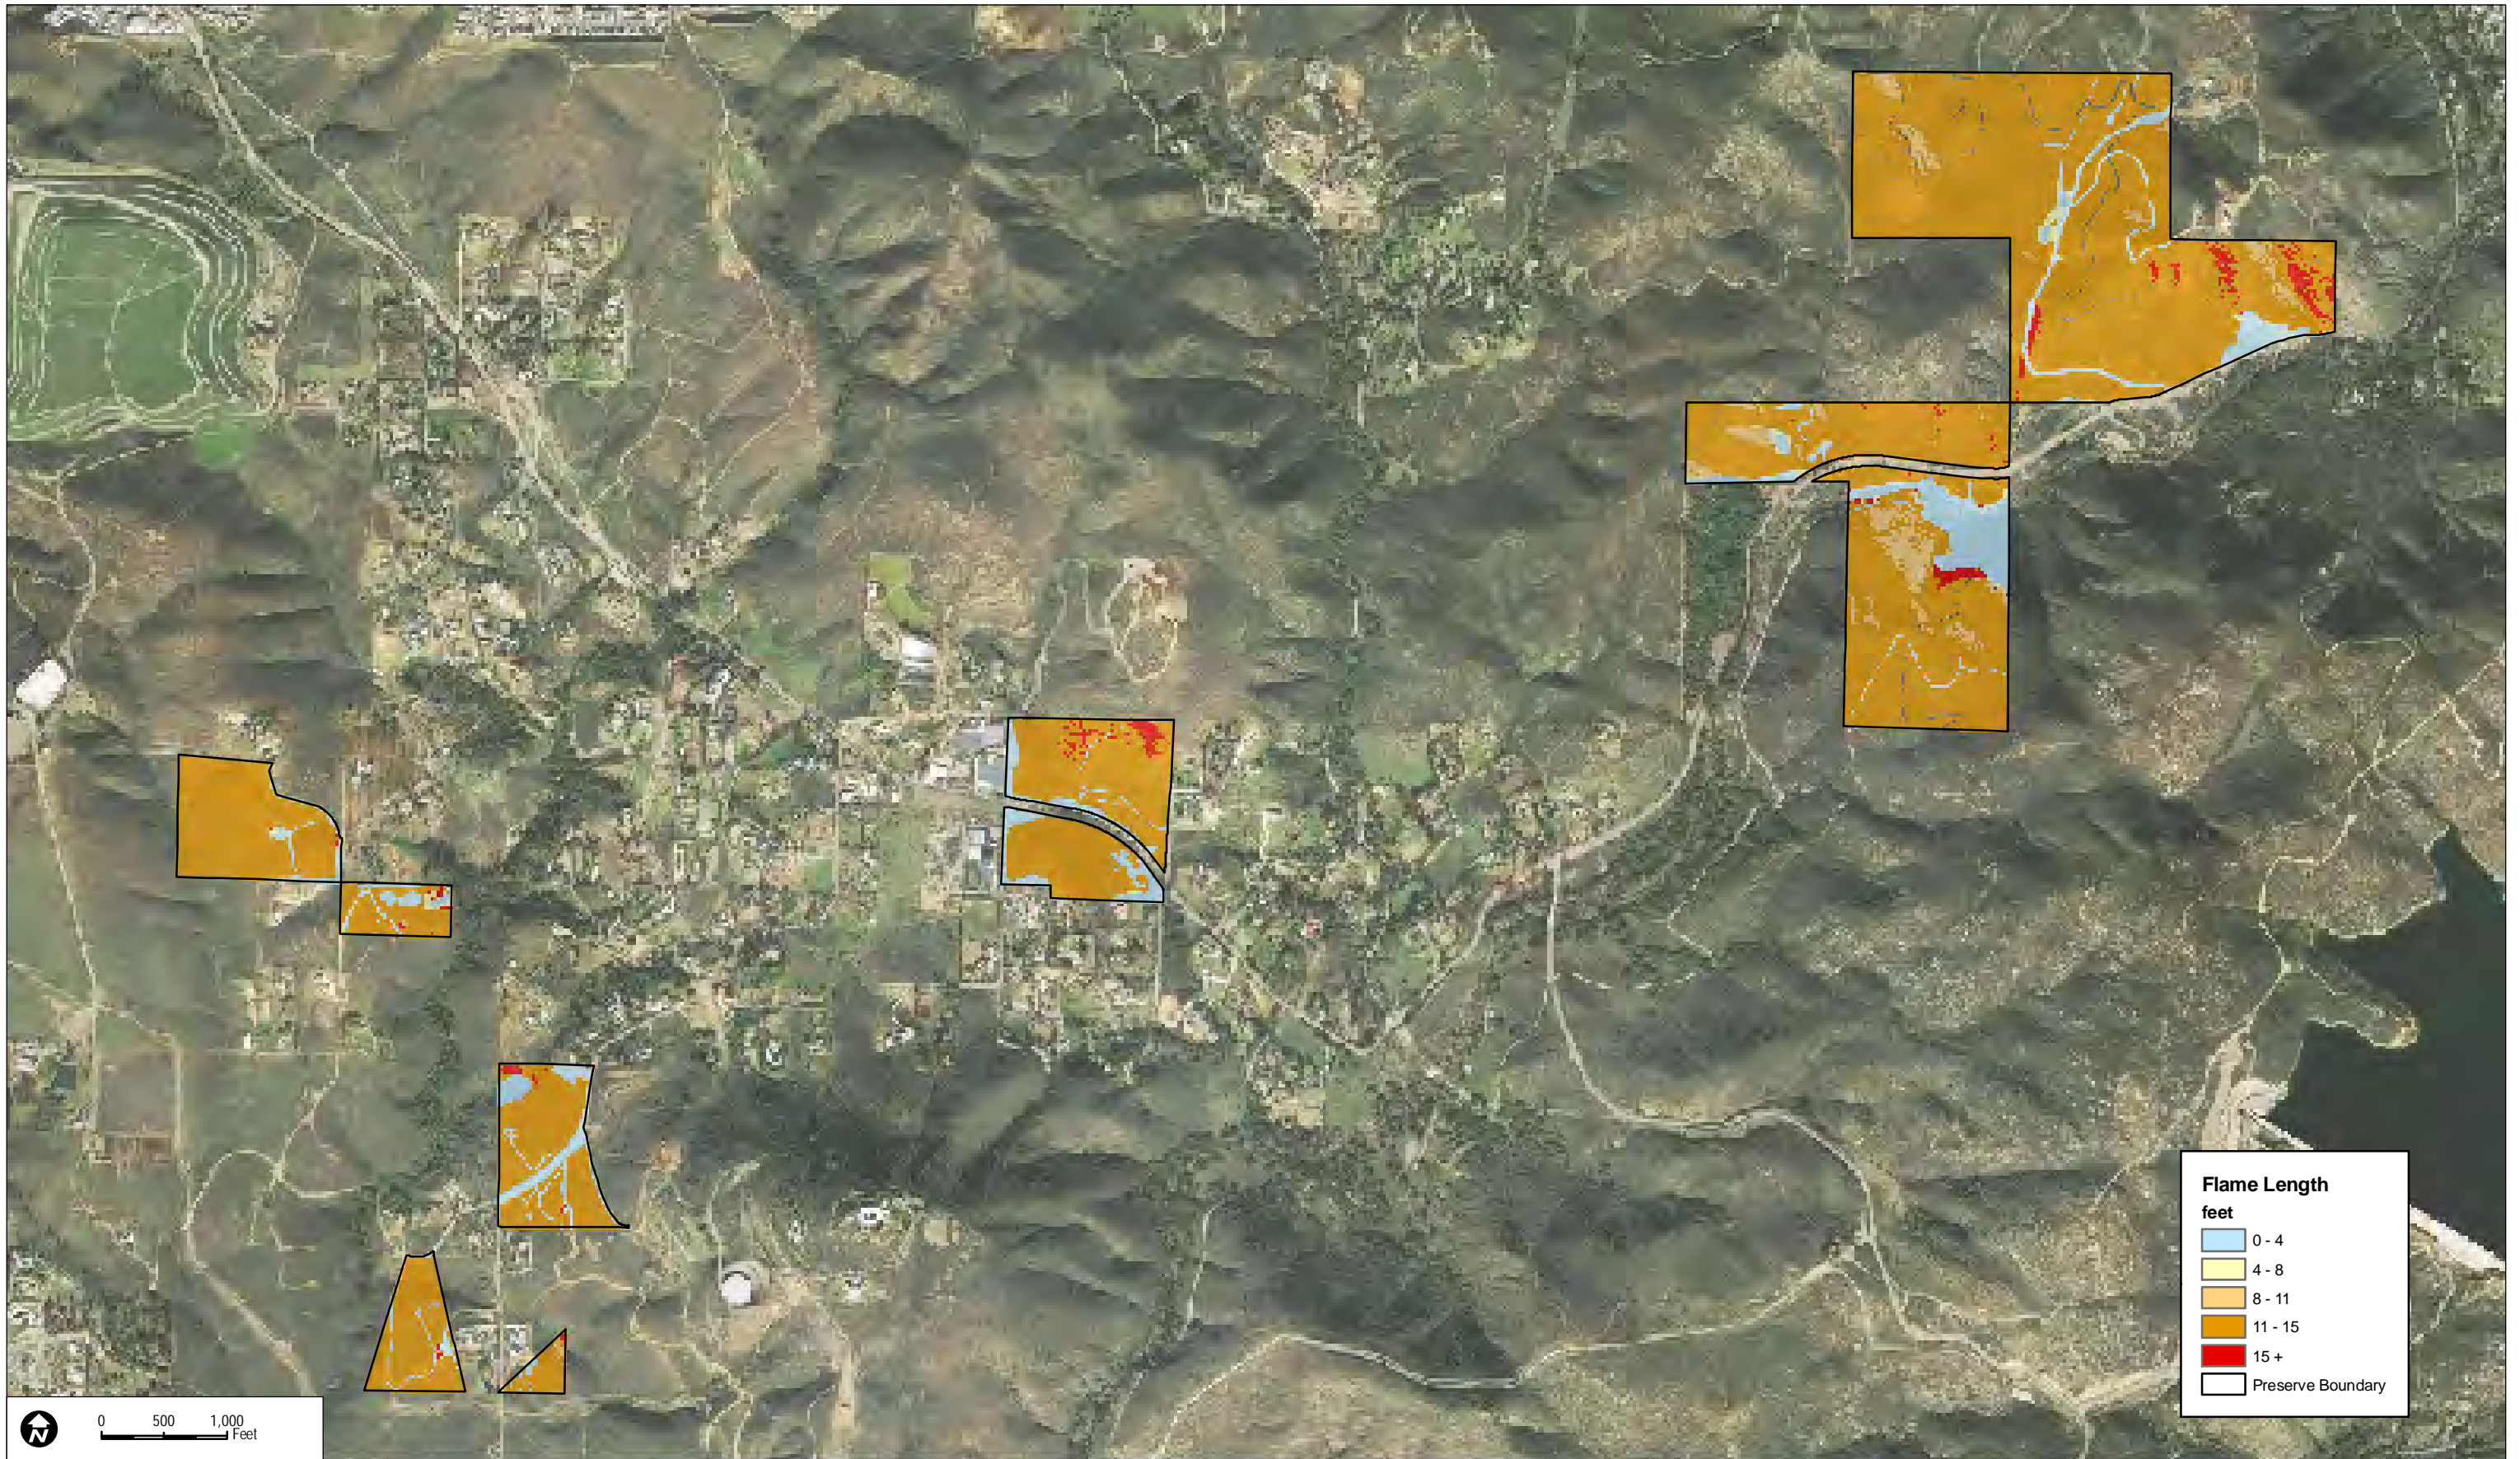 Flame Length
feet
0 - 4
4 - 8
8 - 11
11 - 15
15 +
Preserve Boundary
N
0 500 1,000
Feet